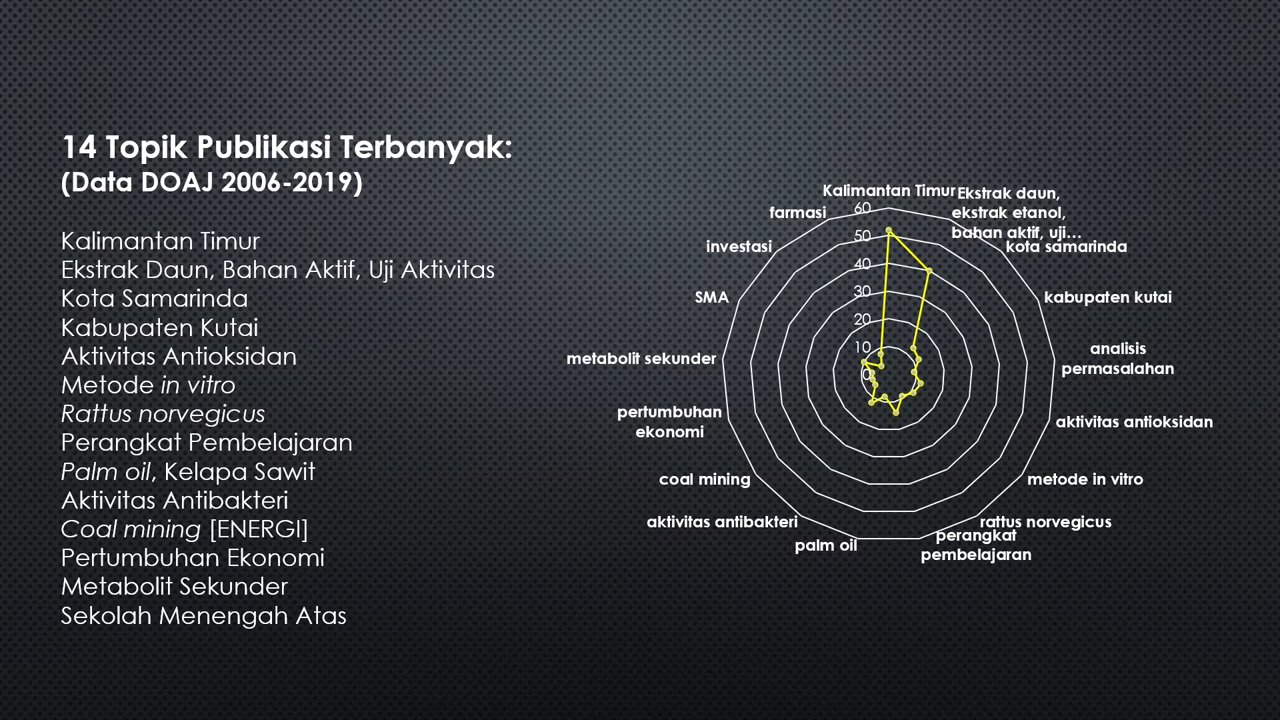 14 Topik Publikasi Terbanyak:
(Data DOAJ 2006-2019)
Kalimantan Timur
Ekstrak Daun, Bahan Aktif, Uji Aktivitas
Kota Samarinda
Kabupaten Kutai
Aktivitas Antioksidan
Metode in vitro
Rattus norvegicus
Perangkat Pembelajaran
Palm oil, Kelapa Sawit
Aktivitas Antibakteri
Coal mining [ENERGI]
Pertumbuhan Ekonomi
Metabolit Sekunder
Sekolah Menengah Atas
Kalimantan Timur
Ekstrak daun,
ekstrak etanol,
bahan aktif, uji...
kota samarinda
kabupaten kutai
analisis
permasalahan
aktivitas antioksidan
metode in vitro
rattus norvegicus
perangkat
pembelajaran
palm oil
aktivitas antibakteri
coal mining
pertumbuhan
ekonomi
metabolit sekunder
SMA
investasi
farmasi
60
50
40
30
20
10
0